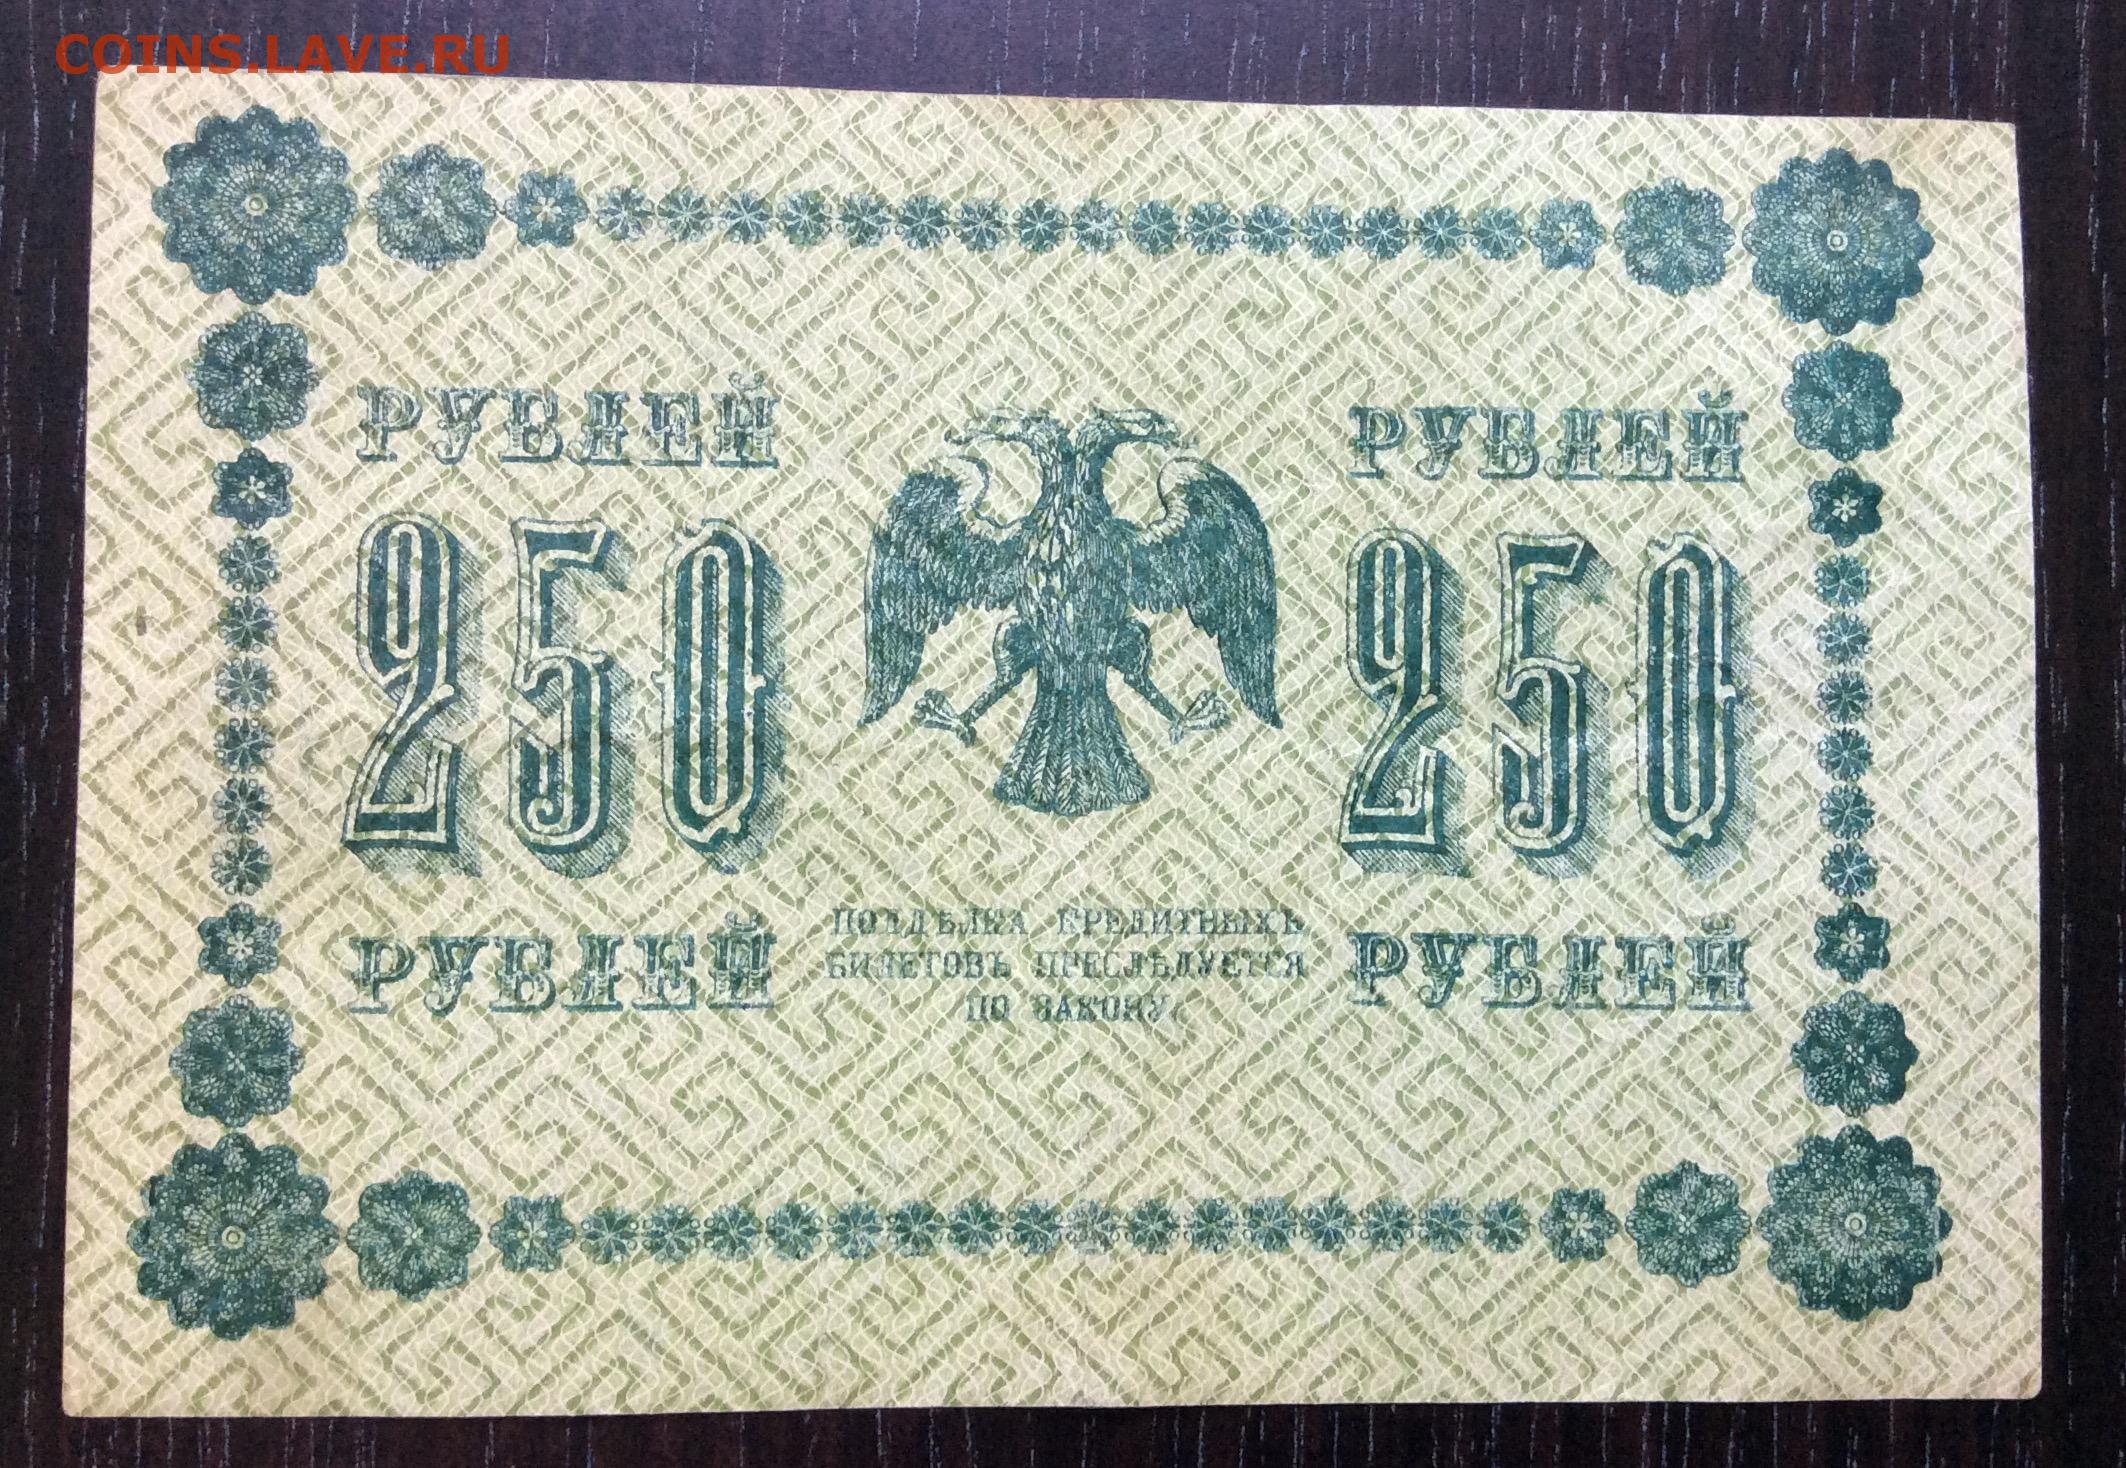 COINS.LAVE.RU
РУБЛЕЙ РУБЛЕЙ
250 250
РУБЛЕЙ РУБЛЕЙ
ПОДДѢЛКА КРЕДИТНЫХЪ
БИЛЕТОВЪ ПРЕСЛѢДУЕТСЯ
ПО ЗАКОНУ.